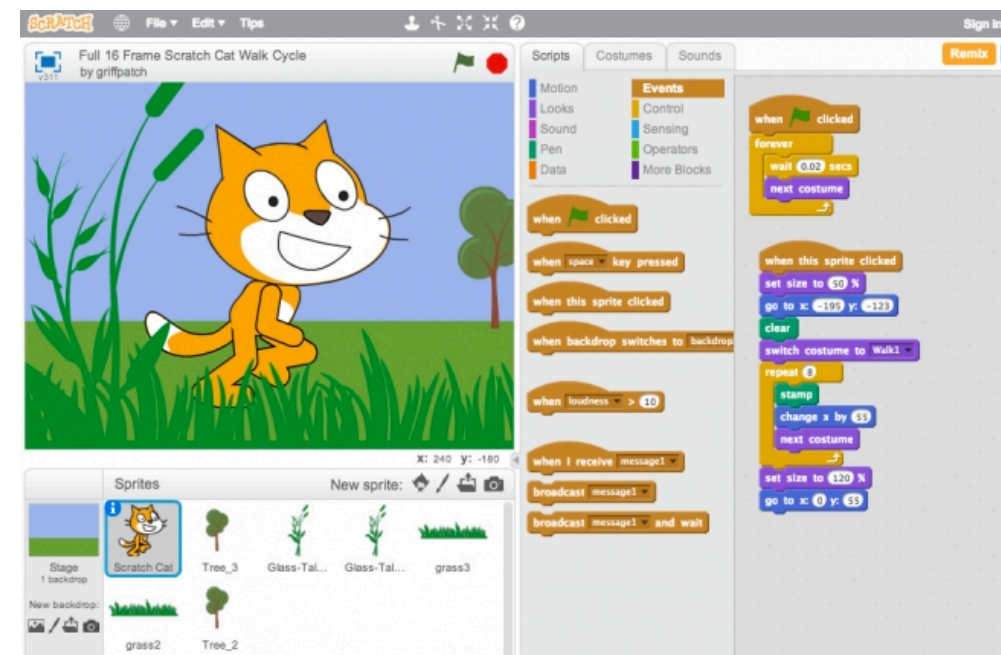 SCRATCH File Edit Tips Sign In
Full 16 Frame Scratch Cat Walk Cycle
by griffpatch
v311
x: 240 y: -180
Sprites New sprite:
Stage
1 backdrop
New backdrop:
Scratch Cat
Tree_3
Glass-Tal...
Glass-Tal...
grass3
grass2
Tree_2
Scripts Costumes Sounds
Motion Events
Looks Control
Sound Sensing
Pen Operators
Data More Blocks
when clicked
when space key pressed
when this sprite clicked
when backdrop switches to backdrop
when loudness > 10
when I receive message1
broadcast message1
broadcast message1 and wait
Remix
when clicked
forever
wait 0.02 secs
next costume
when this sprite clicked
set size to 50 %
go to x: -195 y: -123
clear
switch costume to Walk1
repeat 8
stamp
change x by 55
next costume
set size to 120 %
go to x: 0 y: 55